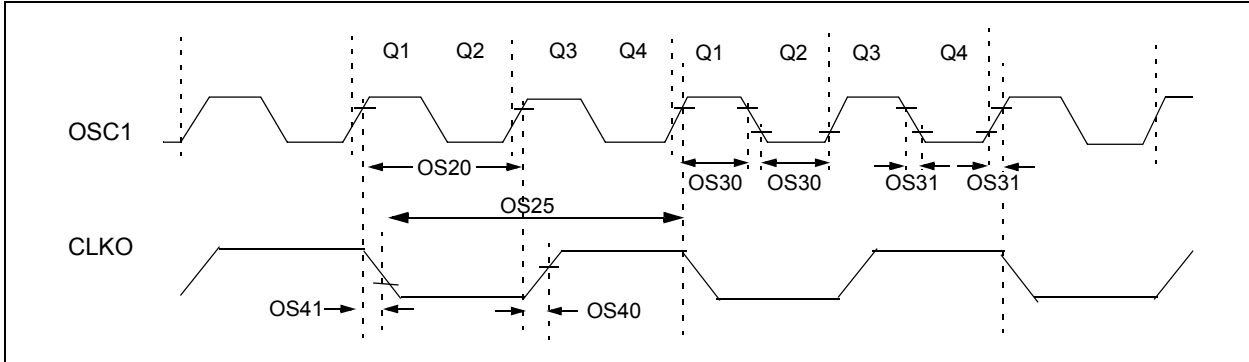 Q1 Q2 Q3 Q4 Q1 Q2 Q3 Q4
OSC1
OS20 OS30 OS30 OS31 OS31
OS25
CLKO
OS41 OS40